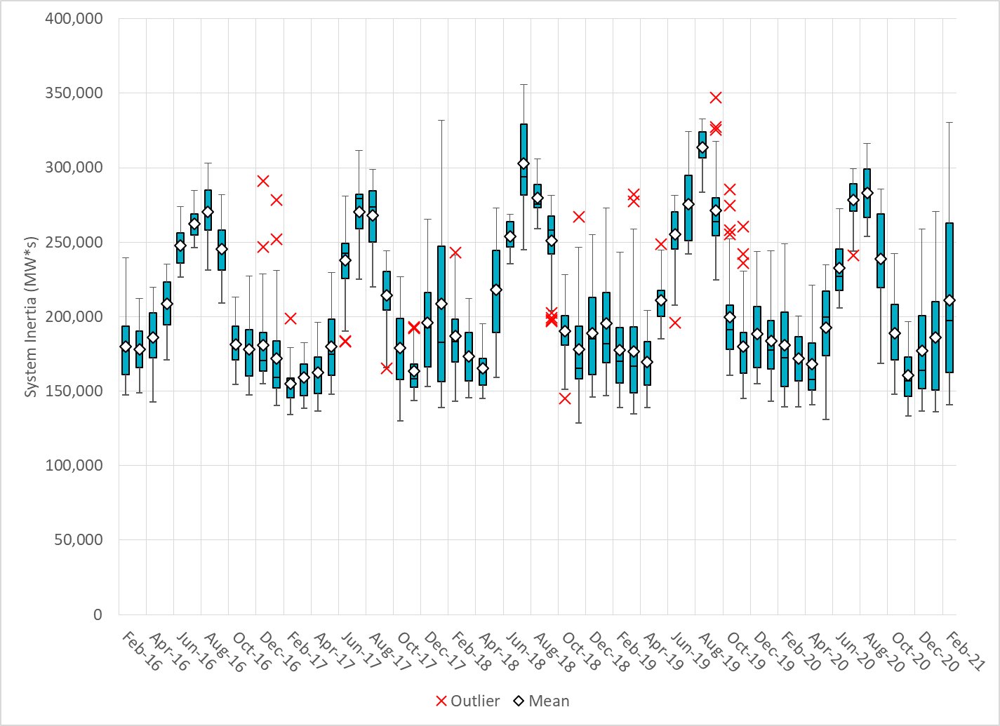 400,000
350,000
300,000
250,000
200,000
150,000
100,000
50,000
0
System Inertia (MW*s)
Feb-16
Apr-16
Jun-16
Aug-16
Oct-16
Dec-16
Feb-17
Apr-17
Jun-17
Aug-17
Oct-17
Dec-17
Feb-18
Apr-18
Jun-18
Aug-18
Oct-18
Dec-18
Feb-19
Apr-19
Jun-19
Aug-19
Oct-19
Dec-19
Feb-20
Apr-20
Jun-20
Aug-20
Oct-20
Dec-20
Feb-21
Outlier Mean